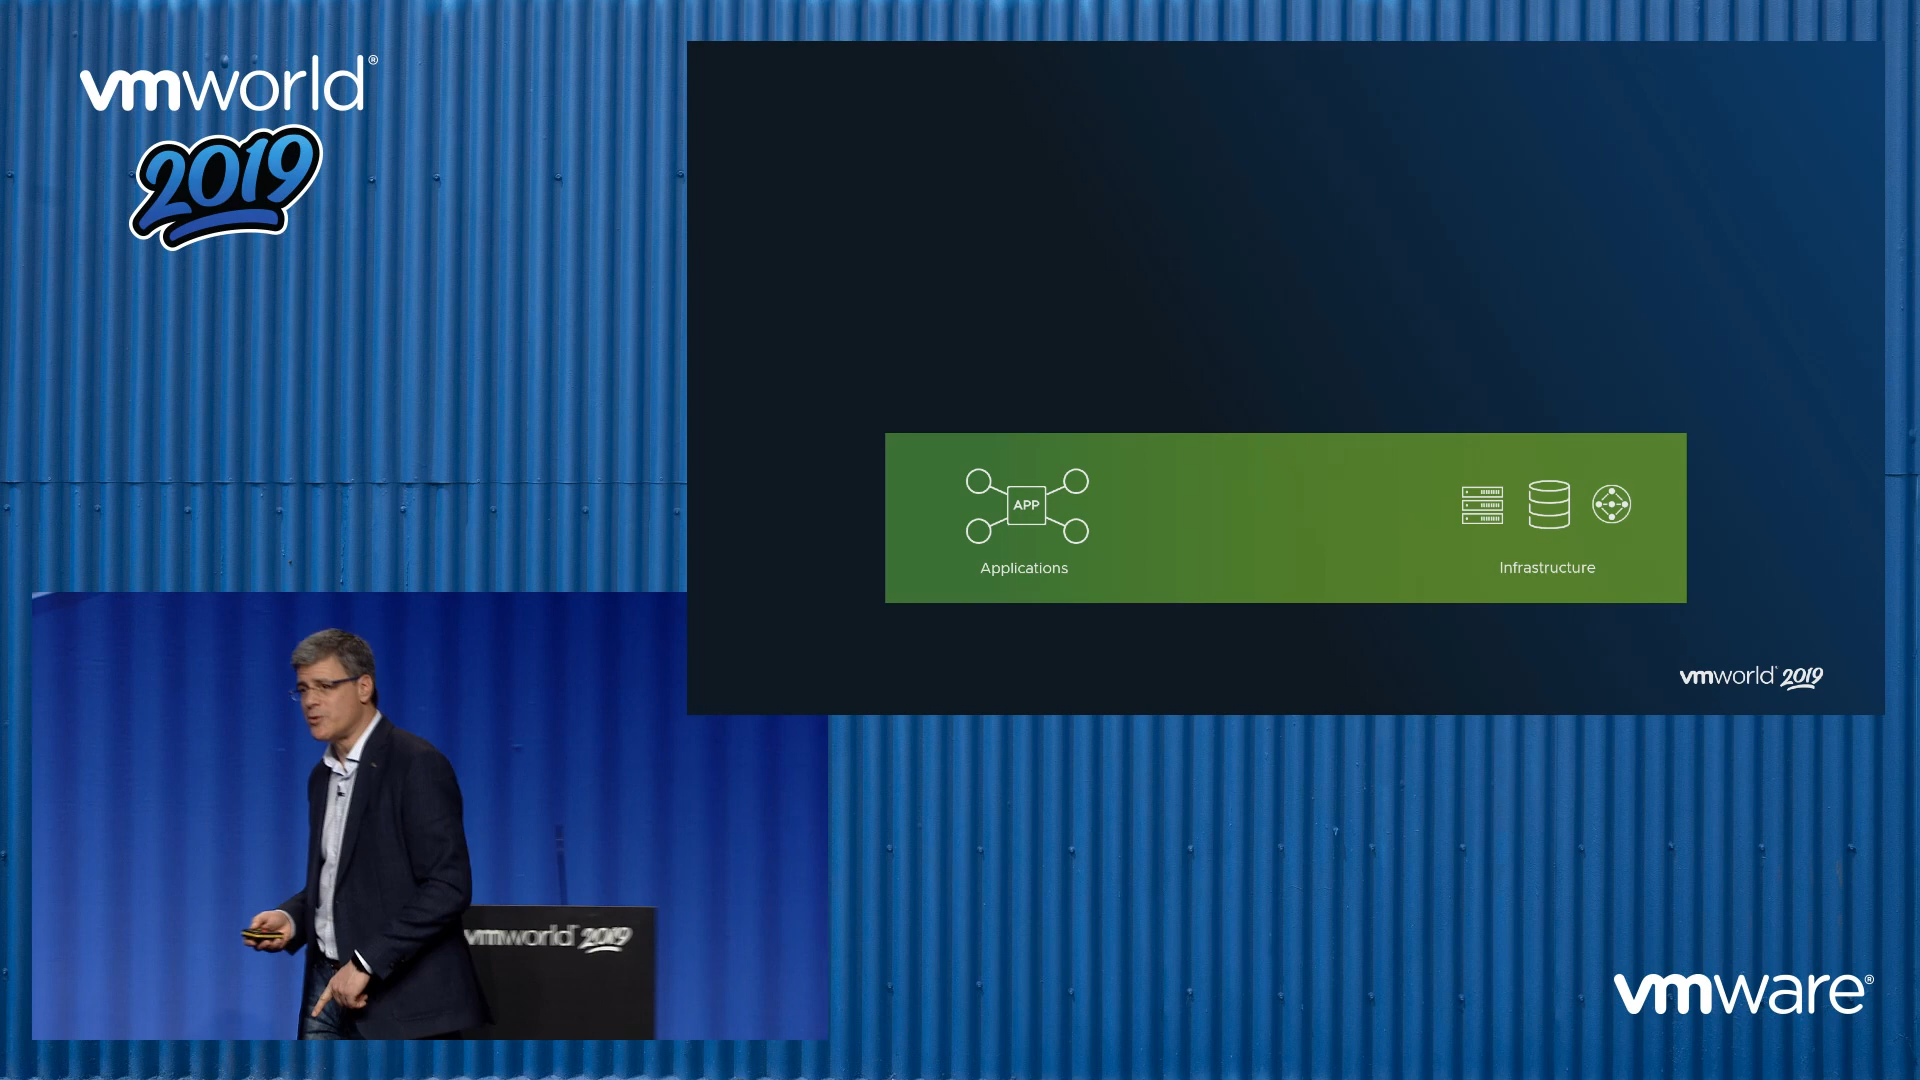 vmworld®
2019
APP
Applications
Infrastructure
vmworld® 2019
vmworld 2019
vmware®